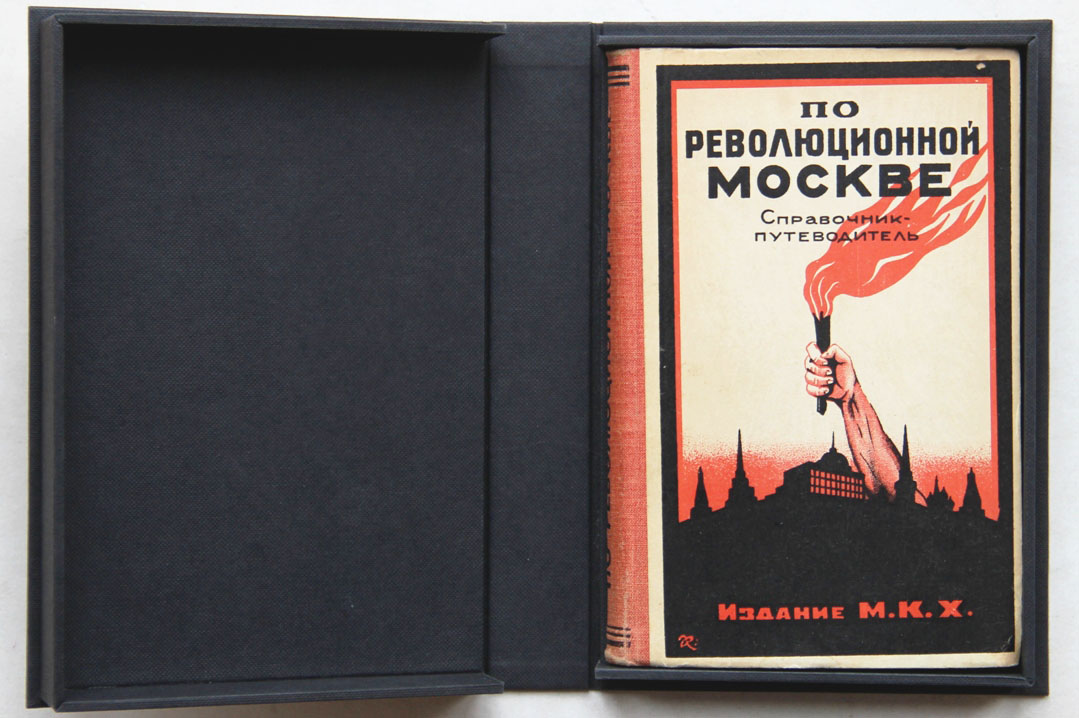 ПО
РЕВОЛЮЦИОННОЙ
МОСКВЕ
Справочник-
путеводитель
Издание М.К.Х.